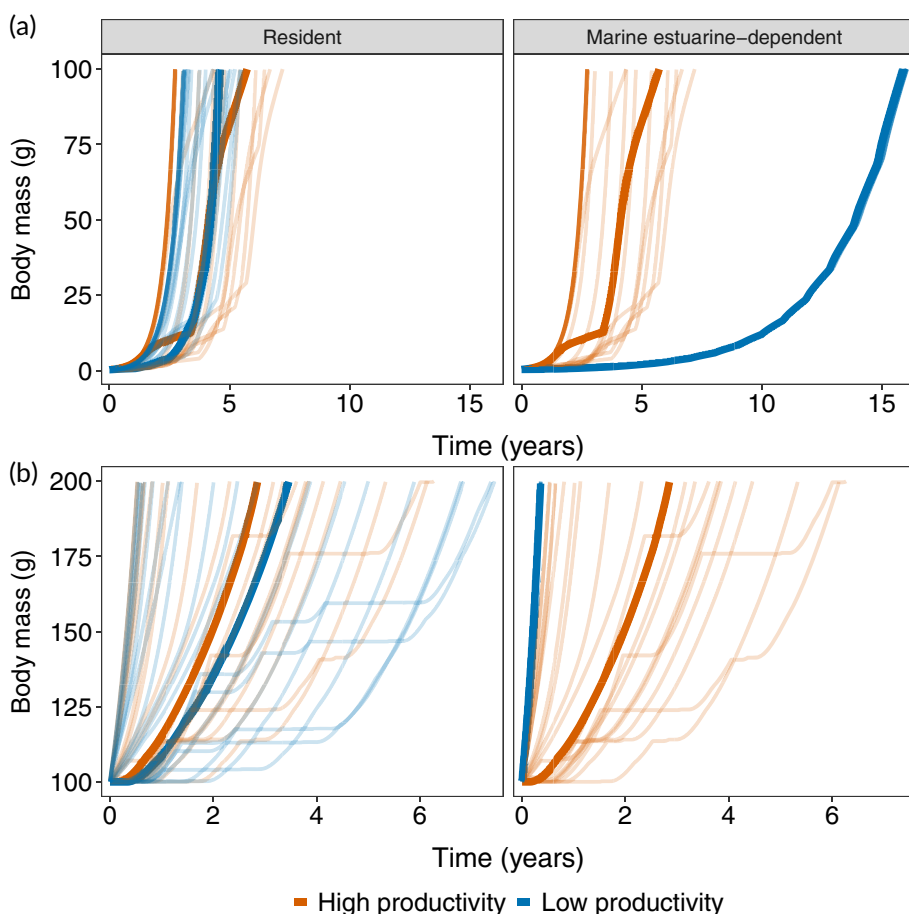 (a)
Resident
Marine estuarine−dependent
Body mass (g)
100
75
50
25
0
0 5 10 15
0 5 10 15
Time (years)
(b)
Body mass (g)
200
175
150
125
100
0 2 4 6
0 2 4 6
Time (years)
High productivity Low productivity